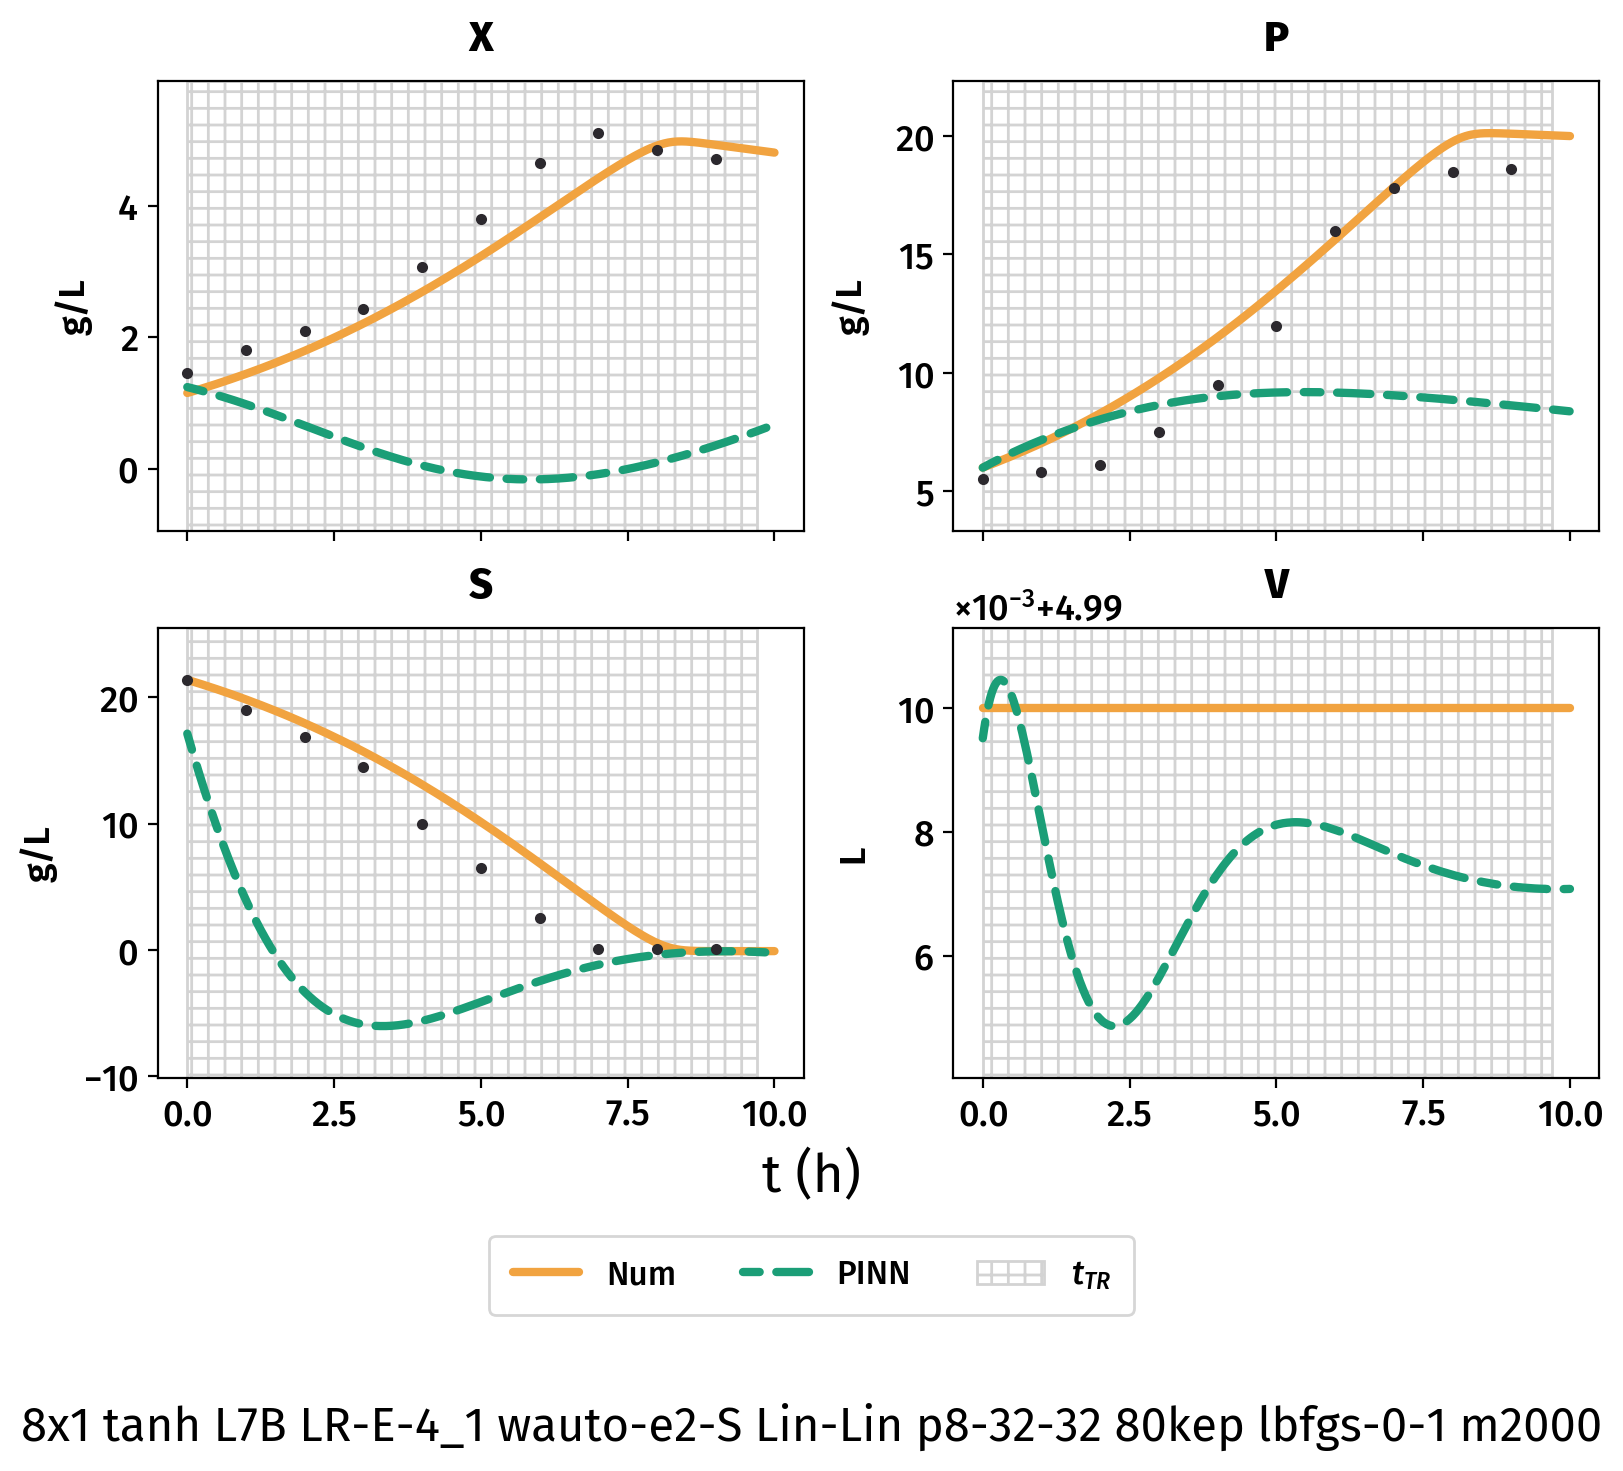 X
P
g/L
4
2
0
g/L
20
15
10
5
S
V
×10⁻³+4.99
g/L
20
10
0
−10
L
10
8
6
0.0 2.5 5.0 7.5 10.0
0.0 2.5 5.0 7.5 10.0
t (h)
Num PINN t_TR
8x1 tanh L7B LR-E-4_1 wauto-e2-S Lin-Lin p8-32-32 80kep lbfgs-0-1 m2000